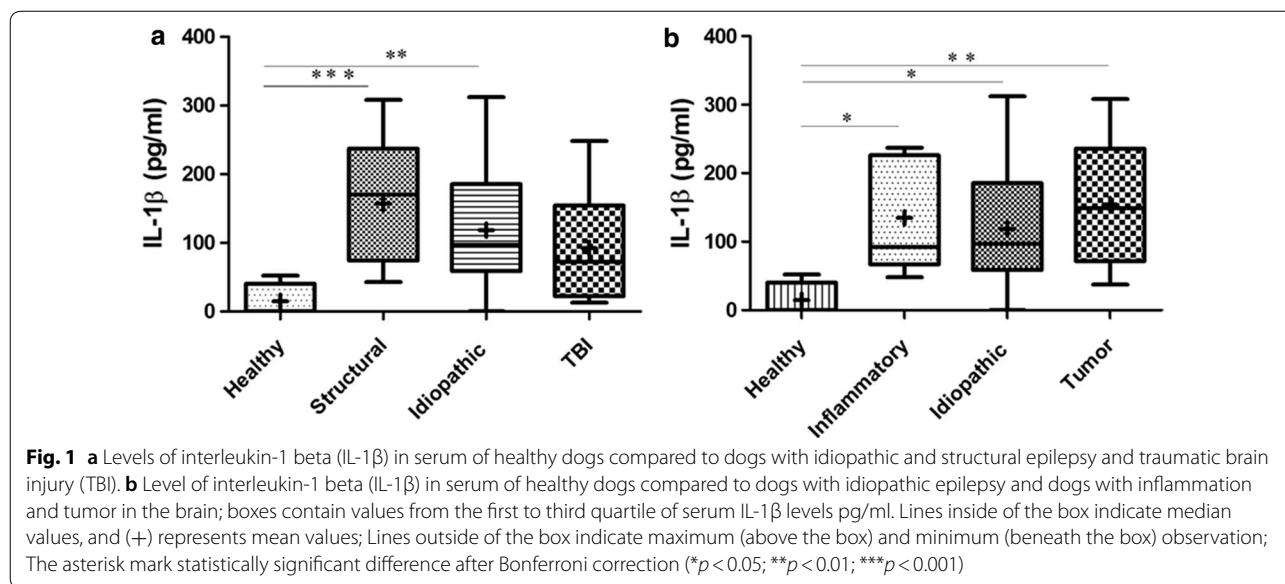 a
b
400
300
200
100
0
IL-1β (pg/ml)
***
**
Healthy
Structural
Idiopathic
TBI
400
300
200
100
0
IL-1β (pg/ml)
*
*
**
Healthy
Inflammatory
Idiopathic
Tumor
Fig. 1 a Levels of interleukin-1 beta (IL-1β) in serum of healthy dogs compared to dogs with idiopathic and structural epilepsy and traumatic brain
injury (TBI). b Level of interleukin-1 beta (IL-1β) in serum of healthy dogs compared to dogs with idiopathic epilepsy and dogs with inflammation
and tumor in the brain; boxes contain values from the first to third quartile of serum IL-1β levels pg/ml. Lines inside of the box indicate median
values, and (+) represents mean values; Lines outside of the box indicate maximum (above the box) and minimum (beneath the box) observation;
The asterisk mark statistically significant difference after Bonferroni correction (*p < 0.05; **p < 0.01; ***p < 0.001)